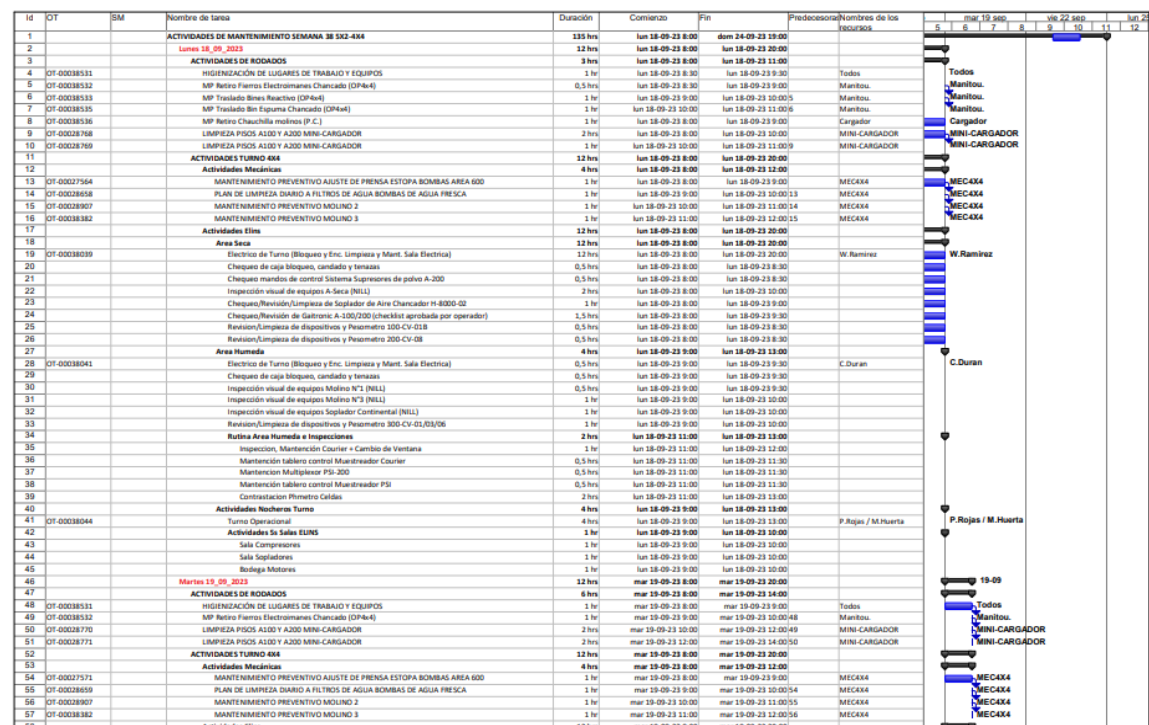 Id OT SM Nombre de tarea Duración Comienzo Fin Predecesora Nombres de los recursos mar 19 sep vie 22 sep lun 25
5 6 7 8 9 10 11 12
1 ACTIVIDADES DE MANTENIMIENTO SEMANA 38 SX2-4X4 135 hrs lun 18-09-23 8:00 dom 24-09-23 19:00
2 Lunes 18_09_2023 12 hrs lun 18-09-23 8:00 lun 18-09-23 20:00
3 ACTIVIDADES DE RODADOS 3 hrs lun 18-09-23 8:00 lun 18-09-23 11:00
4 OT-00038531 HIGIENIZACIÓN DE LUGARES DE TRABAJO Y EQUIPOS 1 hr lun 18-09-23 8:30 lun 18-09-23 9:30 Todos Todos
5 OT-00038532 MP Retiro Fierros Electroimanes Chancado (OP4x4) 0,5 hrs lun 18-09-23 8:30 lun 18-09-23 9:00 Manitou. Manitou.
6 OT-00038533 MP Traslado Bines Reactivo (OP4x4) 1 hr lun 18-09-23 9:00 lun 18-09-23 10:00 5 Manitou. Manitou.
7 OT-00038535 MP Traslado Bin Espuma Chancado (OP4x4) 1 hr lun 18-09-23 10:00 lun 18-09-23 11:00 6 Manitou. Manitou.
8 OT-00038536 MP Retiro Chauchilla molinos (P.C.) 1 hr lun 18-09-23 8:00 lun 18-09-23 9:00 Cargador Cargador
9 OT-00028768 LIMPIEZA PISOS A100 Y A200 MINI-CARGADOR 2 hrs lun 18-09-23 8:00 lun 18-09-23 10:00 MINI-CARGADOR MINI-CARGADOR
10 OT-00028769 LIMPIEZA PISOS A100 Y A200 MINI-CARGADOR 1 hr lun 18-09-23 10:00 lun 18-09-23 11:00 9 MINI-CARGADOR MINI-CARGADOR
11 ACTIVIDADES TURNO 4X4 12 hrs lun 18-09-23 8:00 lun 18-09-23 20:00
12 Actividades Mecánicas 4 hrs lun 18-09-23 8:00 lun 18-09-23 12:00
13 OT-00027564 MANTENIMIENTO PREVENTIVO AJUSTE DE PRENSA ESTOPA BOMBAS AREA 600 1 hr lun 18-09-23 8:00 lun 18-09-23 9:00 MEC4X4 MEC4X4
14 OT-00028658 PLAN DE LIMPIEZA DIARIO A FILTROS DE AGUA BOMBAS DE AGUA FRESCA 1 hr lun 18-09-23 9:00 lun 18-09-23 10:00 13 MEC4X4 MEC4X4
15 OT-00028907 MANTENIMIENTO PREVENTIVO MOLINO 2 1 hr lun 18-09-23 10:00 lun 18-09-23 11:00 14 MEC4X4 MEC4X4
16 OT-00038382 MANTENIMIENTO PREVENTIVO MOLINO 3 1 hr lun 18-09-23 11:00 lun 18-09-23 12:00 15 MEC4X4 MEC4X4
17 Actividades Elins 12 hrs lun 18-09-23 8:00 lun 18-09-23 20:00
18 Area Seca 12 hrs lun 18-09-23 8:00 lun 18-09-23 20:00
19 OT-00038039 Electrico de Turno (Bloqueo y Enc. Limpieza y Mant. Sala Electrica) 12 hrs lun 18-09-23 8:00 lun 18-09-23 20:00 W.Ramirez W.Ramirez
20 Chequeo de caja bloqueo, candado y tenazas 0,5 hrs lun 18-09-23 8:00 lun 18-09-23 8:30
21 Chequeo mandos de control Sistema Supresores de polvo A-200 0,5 hrs lun 18-09-23 8:00 lun 18-09-23 8:30
22 Inspección visual de equipos A-Seca (NILL) 2 hrs lun 18-09-23 8:00 lun 18-09-23 10:00
23 Chequeo/Revisión/Limpieza de Soplador de Aire Chancador H-8000-02 1 hr lun 18-09-23 8:00 lun 18-09-23 9:00
24 Chequeo/Revisión de Gaitronic A-100/200 (checklist aprobada por operador) 1,5 hrs lun 18-09-23 8:00 lun 18-09-23 9:30
25 Revision/Limpieza de dispositivos y Pesometro 100-CV-01B 0,5 hrs lun 18-09-23 8:00 lun 18-09-23 8:30
26 Revision/Limpieza de dispositivos y Pesometro 200-CV-08 0,5 hrs lun 18-09-23 8:00 lun 18-09-23 8:30
27 Area Humeda 4 hrs lun 18-09-23 9:00 lun 18-09-23 13:00
28 OT-00038041 Electrico de Turno (Bloqueo y Enc. Limpieza y Mant. Sala Electrica) 0,5 hrs lun 18-09-23 9:00 lun 18-09-23 9:30 C.Duran C.Duran
29 Chequeo de caja bloqueo, candado y tenazas 0,5 hrs lun 18-09-23 9:00 lun 18-09-23 9:30
30 Inspección visual de equipos Molino N°1 (NILL) 0,5 hrs lun 18-09-23 9:00 lun 18-09-23 9:30
31 Inspección visual de equipos Molino N°3 (NILL) 1 hr lun 18-09-23 9:00 lun 18-09-23 10:00
32 Inspección visual de equipos Soplador Continental (NILL) 1 hr lun 18-09-23 9:00 lun 18-09-23 10:00
33 Revision/Limpieza de dispositivos y Pesometro 300-CV-01/03/06 1 hr lun 18-09-23 9:00 lun 18-09-23 10:00
34 Rutina Area Humeda e Inspecciones 2 hrs lun 18-09-23 11:00 lun 18-09-23 13:00
35 Inspeccion, Mantención Courier + Cambio de Ventana 1 hr lun 18-09-23 11:00 lun 18-09-23 12:00
36 Mantención tablero control Muestreador Courier 0,5 hrs lun 18-09-23 11:00 lun 18-09-23 11:30
37 Mantencion Multiplexor PSI-200 0,5 hrs lun 18-09-23 11:00 lun 18-09-23 11:30
38 Mantención tablero control Muestreador PSI 0,5 hrs lun 18-09-23 11:00 lun 18-09-23 11:30
39 Contrastacion Phmetro Celdas 2 hrs lun 18-09-23 11:00 lun 18-09-23 13:00
40 Actividades Nocheros Turno 4 hrs lun 18-09-23 9:00 lun 18-09-23 13:00
41 OT-00038044 Turno Operacional 4 hrs lun 18-09-23 9:00 lun 18-09-23 13:00 P.Rojas / M.Huerta P.Rojas / M.Huerta
42 Actividades 5s Salas ELINS 1 hr lun 18-09-23 9:00 lun 18-09-23 10:00
43 Sala Compresores 1 hr lun 18-09-23 9:00 lun 18-09-23 10:00
44 Sala Sopladores 1 hr lun 18-09-23 9:00 lun 18-09-23 10:00
45 Bodega Motores 1 hr lun 18-09-23 9:00 lun 18-09-23 10:00
46 Martes 19_09_2023 12 hrs mar 19-09-23 8:00 mar 19-09-23 20:00 19-09
47 ACTIVIDADES DE RODADOS 6 hrs mar 19-09-23 8:00 mar 19-09-23 14:00
48 OT-00038531 HIGIENIZACIÓN DE LUGARES DE TRABAJO Y EQUIPOS 1 hr mar 19-09-23 8:00 mar 19-09-23 9:00 Todos Todos
49 OT-00038532 MP Retiro Fierros Electroimanes Chancado (OP4x4) 1 hr mar 19-09-23 9:00 mar 19-09-23 10:00 48 Manitou. Manitou.
50 OT-00028770 LIMPIEZA PISOS A100 Y A200 MINI-CARGADOR 2 hrs mar 19-09-23 10:00 mar 19-09-23 12:00 49 MINI-CARGADOR MINI-CARGADOR
51 OT-00028771 LIMPIEZA PISOS A100 Y A200 MINI-CARGADOR 2 hrs mar 19-09-23 12:00 mar 19-09-23 14:00 50 MINI-CARGADOR MINI-CARGADOR
52 ACTIVIDADES TURNO 4X4 12 hrs mar 19-09-23 8:00 mar 19-09-23 20:00
53 Actividades Mecánicas 4 hrs mar 19-09-23 8:00 mar 19-09-23 12:00
54 OT-00027571 MANTENIMIENTO PREVENTIVO AJUSTE DE PRENSA ESTOPA BOMBAS AREA 600 1 hr mar 19-09-23 8:00 mar 19-09-23 9:00 MEC4X4 MEC4X4
55 OT-00028659 PLAN DE LIMPIEZA DIARIO A FILTROS DE AGUA BOMBAS DE AGUA FRESCA 1 hr mar 19-09-23 9:00 mar 19-09-23 10:00 54 MEC4X4 MEC4X4
56 OT-00028907 MANTENIMIENTO PREVENTIVO MOLINO 2 1 hr mar 19-09-23 10:00 mar 19-09-23 11:00 55 MEC4X4 MEC4X4
57 OT-00038382 MANTENIMIENTO PREVENTIVO MOLINO 3 1 hr mar 19-09-23 11:00 mar 19-09-23 12:00 56 MEC4X4 MEC4X4